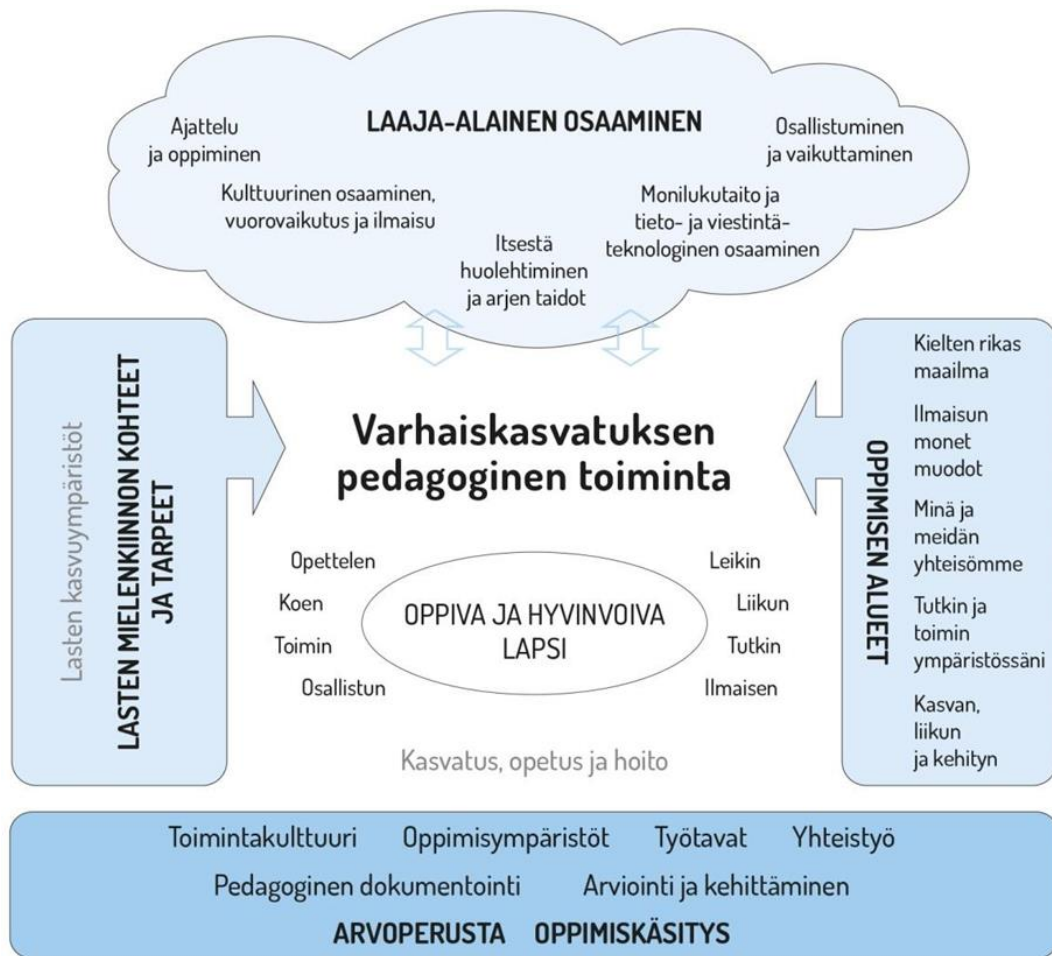 LAAJA-ALAINEN OSAAMINEN
Ajattelu
ja oppiminen
Kulttuurinen osaaminen,
vuorovaikutus ja ilmaisu
Itsestä
huolehtiminen
ja arjen taidot
Monilukutaito ja
tieto- ja viestintä-
teknologinen osaaminen
Osallistuminen
ja vaikuttaminen
Lasten kasvuympäristöt
LASTEN MIELENKIINNON KOHTEET
JA TARPEET
Varhaiskasvatuksen
pedagoginen toiminta
Opettelen
Koen
Toimin
Osallistun
OPPIVA JA HYVINVOIVA
LAPSI
Leikin
Liikun
Tutkin
Ilmaisen
Kasvatus, opetus ja hoito
OPPIMISEN ALUEET
Kielten rikas
maailma
Ilmaisun
monet
muodot
Minä ja
meidän
yhteisömme
Tutkin ja
toimin
ympäristössäni
Kasvan,
liikun
ja kehityn
Toimintakulttuuri Oppimisympäristöt Työtavat Yhteistyö
Pedagoginen dokumentointi Arviointi ja kehittäminen
ARVOPERUSTA OPPIMISKÄSITYS